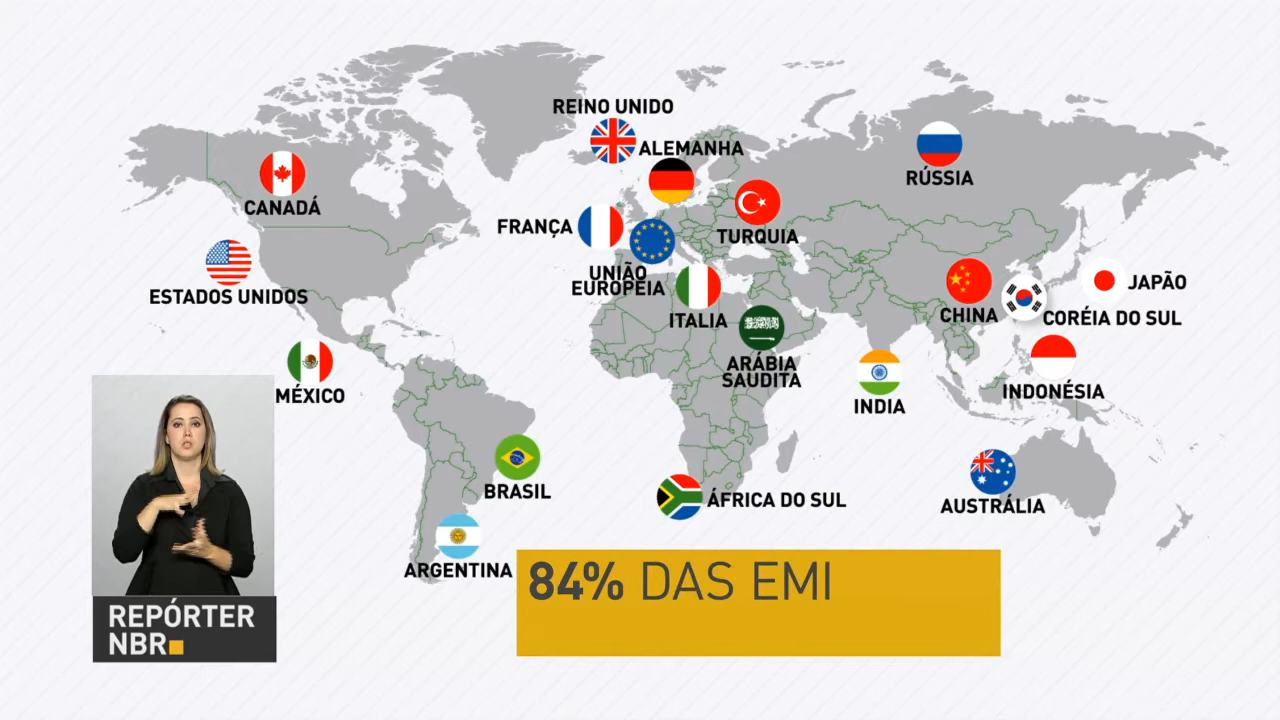 REINO UNIDO
ALEMANHA
RÚSSIA
CANADÁ
FRANÇA
TURQUIA
UNIÃO
EUROPÉIA
ESTADOS UNIDOS
ITALIA
CHINA
JAPÃO
CORÉIA DO SUL
ARÁBIA
SAUDITA
MÉXICO
INDIA
INDONÉSIA
BRASIL
ÁFRICA DO SUL
AUSTRÁLIA
ARGENTINA
84% DAS EMI
REPÓRTER
NBR